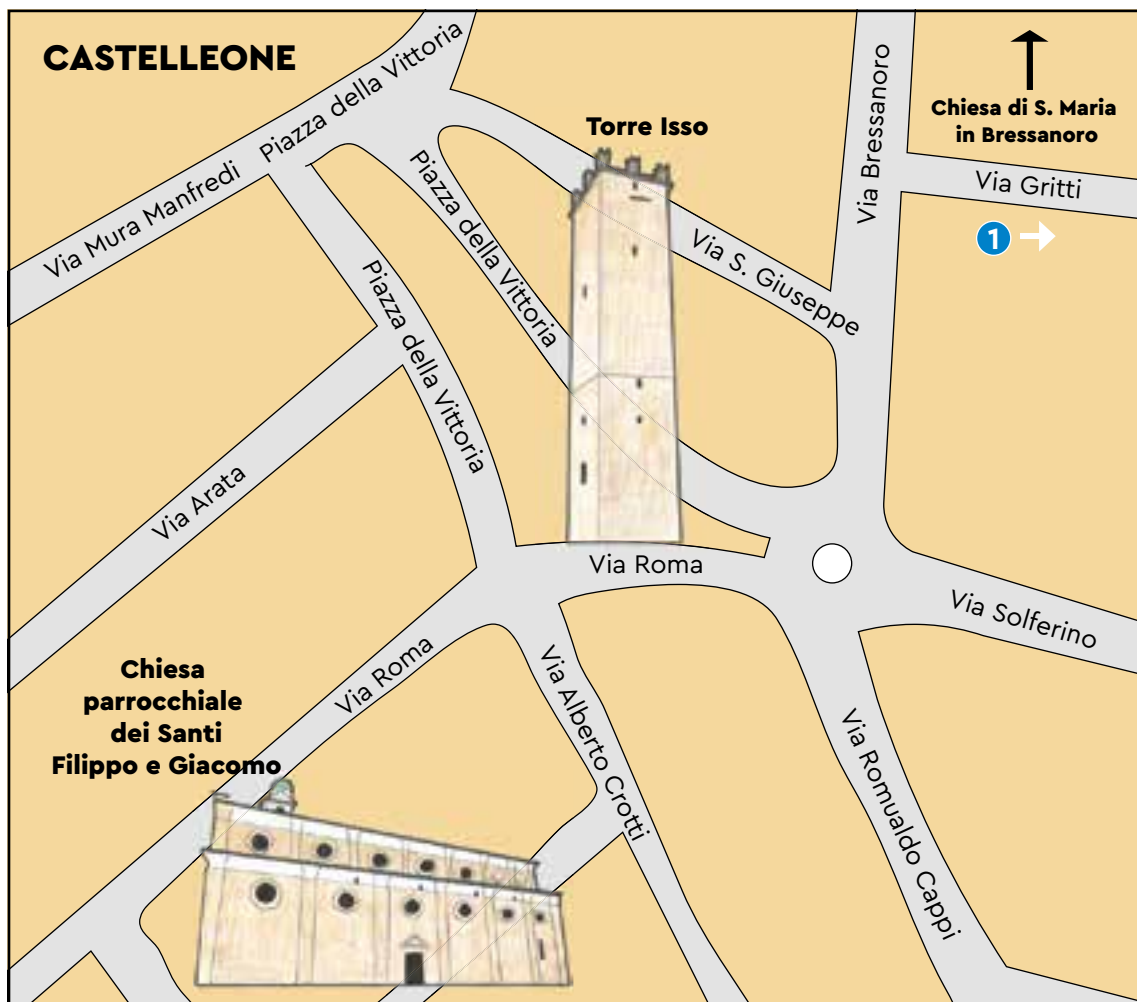 CASTELLEONE
Piazza della Vittoria
Via Mura Manfredi
Torre Isso
Chiesa di S. Maria
in Bressanoro
Via Bressanoro
Via Gritti
1
Piazza della Vittoria
Via S. Giuseppe
Piazza della Vittoria
Via Arata
Via Roma
Via Solferino
Via Roma
Chiesa
parrocchiale
dei Santi
Filippo e Giacomo
Via Alberto Crotti
Via Romualdo Cappi